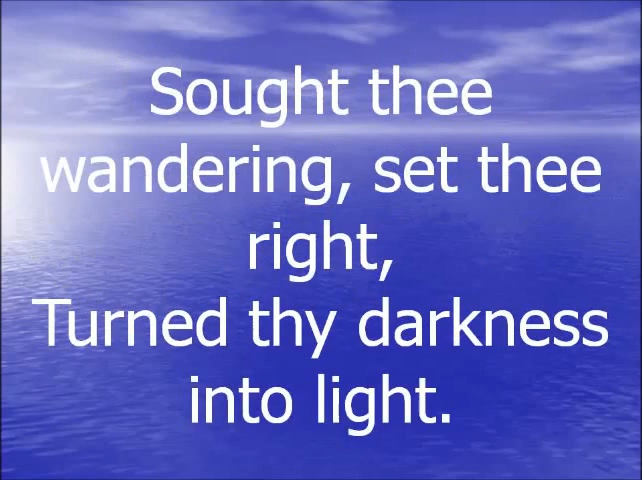 Sought thee
wandering, set thee
right,
Turned thy darkness
into light.